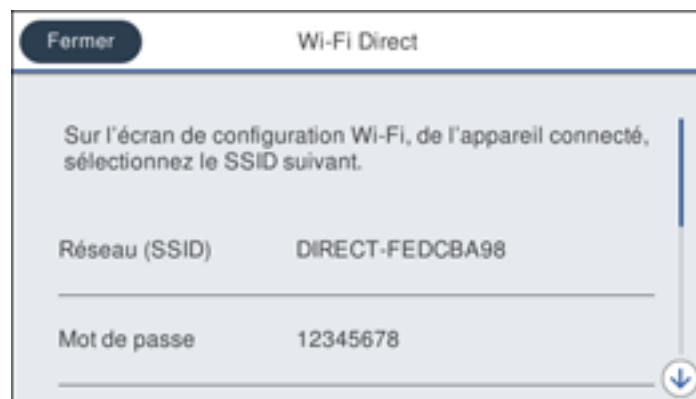 Fermer
Wi-Fi Direct
Sur l'écran de configuration Wi-Fi, de l'appareil connecté,
sélectionnez le SSID suivant.
Réseau (SSID) DIRECT-FEDCBA98
Mot de passe 12345678